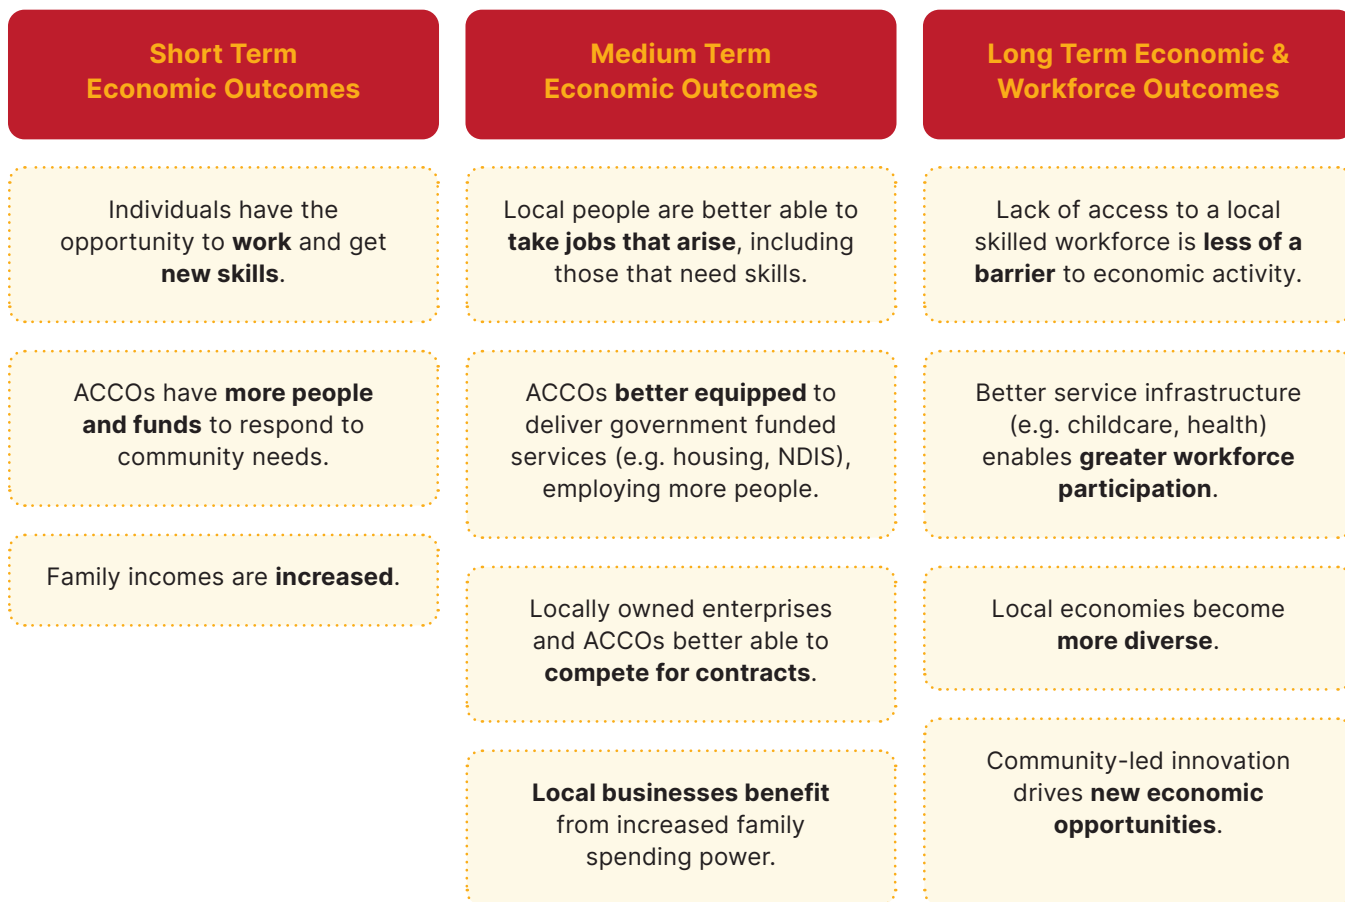 Short Term
Economic Outcomes
Individuals have the
opportunity to work and get
new skills.
ACCOs have more people
and funds to respond to
community needs.
Family incomes are increased.
Medium Term
Economic Outcomes
Local people are better able to
take jobs that arise, including
those that need skills.
ACCOs better equipped to
deliver government funded
services (e.g. housing, NDIS),
employing more people.
Locally owned enterprises
and ACCOs better able to
compete for contracts.
Local businesses benefit
from increased family
spending power.
Long Term Economic &
Workforce Outcomes
Lack of access to a local
skilled workforce is less of a
barrier to economic activity.
Better service infrastructure
(e.g. childcare, health)
enables greater workforce
participation.
Local economies become
more diverse.
Community-led innovation
drives new economic
opportunities.